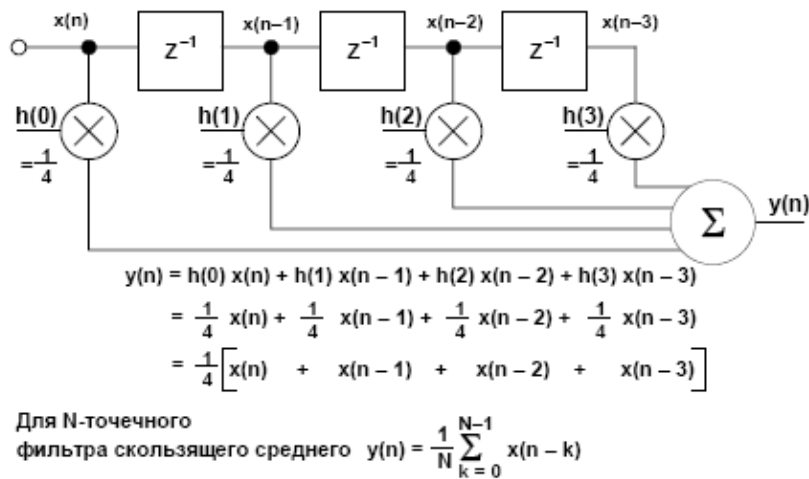 x(n) x(n–1) x(n–2) x(n–3)
z⁻¹ z⁻¹ z⁻¹
h(0) h(1) h(2) h(3)
=1/4 =1/4 =1/4 =1/4
Σ y(n)
y(n) = h(0) x(n) + h(1) x(n – 1) + h(2) x(n – 2) + h(3) x(n – 3)
= 1/4 x(n) + 1/4 x(n – 1) + 1/4 x(n – 2) + 1/4 x(n – 3)
= 1/4 [x(n) + x(n – 1) + x(n – 2) + x(n – 3)]
Для N-точечного
фильтра скользящего среднего y(n) = 1/N Σ_{k = 0}^{N–1} x(n – k)